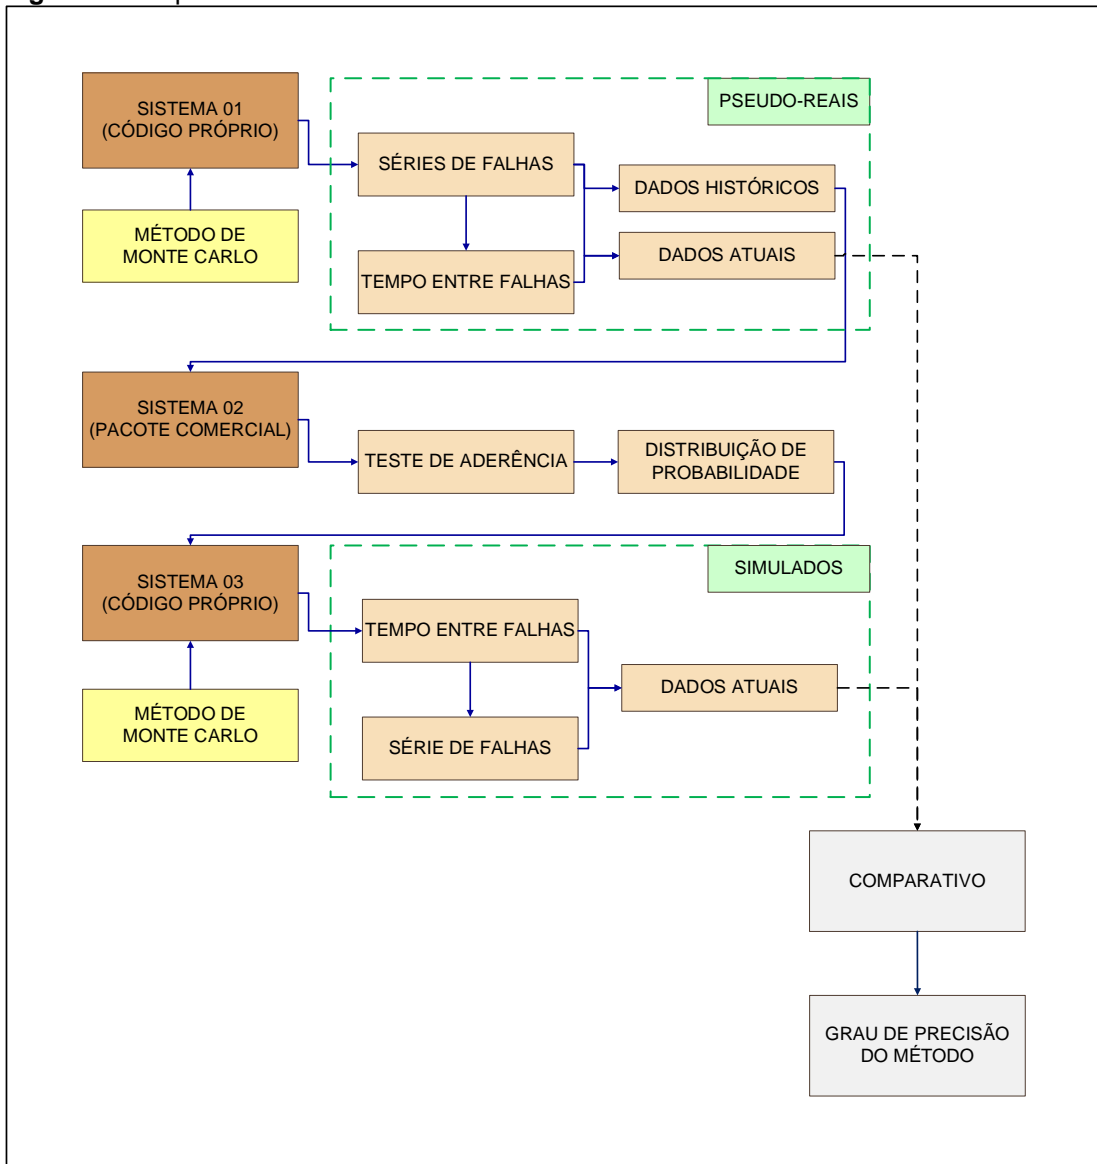 SISTEMA 01
(CÓDIGO PRÓPRIO)
MÉTODO DE
MONTE CARLO
PSEUDO-REAIS
SÉRIES DE FALHAS
TEMPO ENTRE FALHAS
DADOS HISTÓRICOS
DADOS ATUAIS
SISTEMA 02
(PACOTE COMERCIAL)
TESTE DE ADERÊNCIA
DISTRIBUIÇÃO DE
PROBABILIDADE
SISTEMA 03
(CÓDIGO PRÓPRIO)
MÉTODO DE
MONTE CARLO
SIMULADOS
TEMPO ENTRE FALHAS
SÉRIE DE FALHAS
DADOS ATUAIS
COMPARATIVO
GRAU DE PRECISÃO
DO MÉTODO